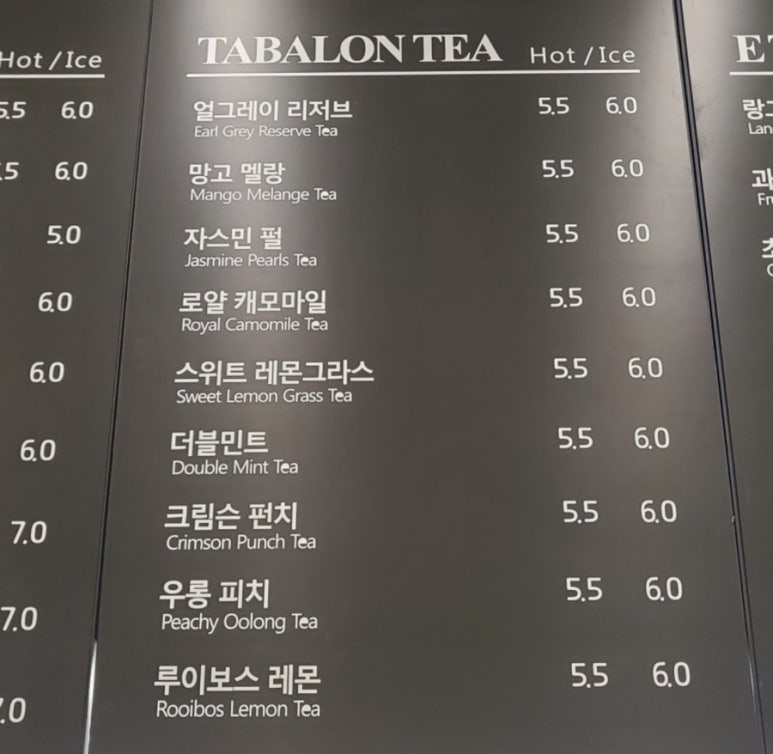 Hot / Ice
5.5 6.0
.5 6.0
5.0
6.0
6.0
6.0
7.0
7.0
.0
TABALON TEA Hot / Ice
얼그레이 리저브 5.5 6.0
Earl Grey Reserve Tea
망고 멜랑 5.5 6.0
Mango Melange Tea
자스민 펄 5.5 6.0
Jasmine Pearls Tea
로얄 캐모마일 5.5 6.0
Royal Camomile Tea
스위트 레몬그라스 5.5 6.0
Sweet Lemon Grass Tea
더블민트 5.5 6.0
Double Mint Tea
크림슨 펀치 5.5 6.0
Crimson Punch Tea
우롱 피치 5.5 6.0
Peachy Oolong Tea
루이보스 레몬 5.5 6.0
Rooibos Lemon Tea